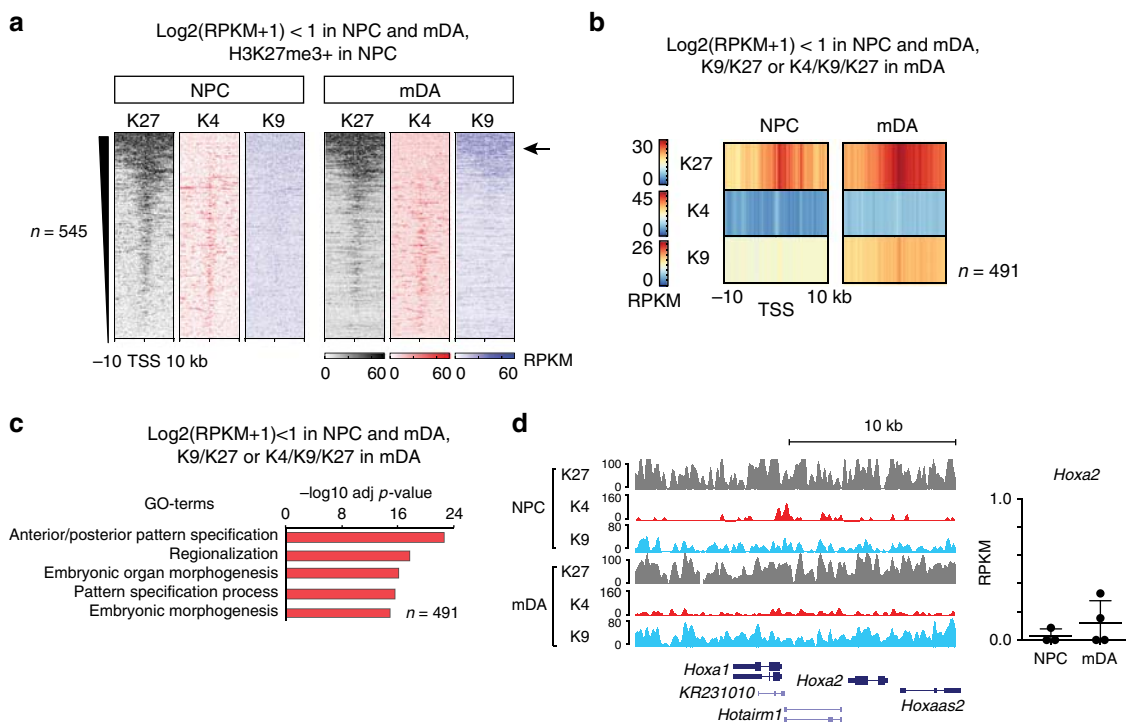 a
Log2(RPKM+1) < 1 in NPC and mDA,
H3K27me3+ in NPC
NPC mDA
K27 K4 K9 K27 K4 K9
n = 545
–10 TSS 10 kb
0 60 0 60 0 60 RPKM
b
Log2(RPKM+1) < 1 in NPC and mDA,
K9/K27 or K4/K9/K27 in mDA
NPC mDA
30
0
K27
45
0
K4
26
0
K9
RPKM
–10 TSS 10 kb
n = 491
c
Log2(RPKM+1)<1 in NPC and mDA,
K9/K27 or K4/K9/K27 in mDA
GO-terms
–log10 adj p-value
0 8 16 24
Anterior/posterior pattern specification
Regionalization
Embryonic organ morphogenesis
Pattern specification process
Embryonic morphogenesis
n = 491
d
10 kb
NPC
K27
100
0
K4
160
0
K9
80
0
mDA
K27
100
0
K4
160
0
K9
80
0
Hoxa1
KR231010
Hotairm1
Hoxa2
Hoxaas2
Hoxa2
1.0
RPKM
0.0
NPC mDA